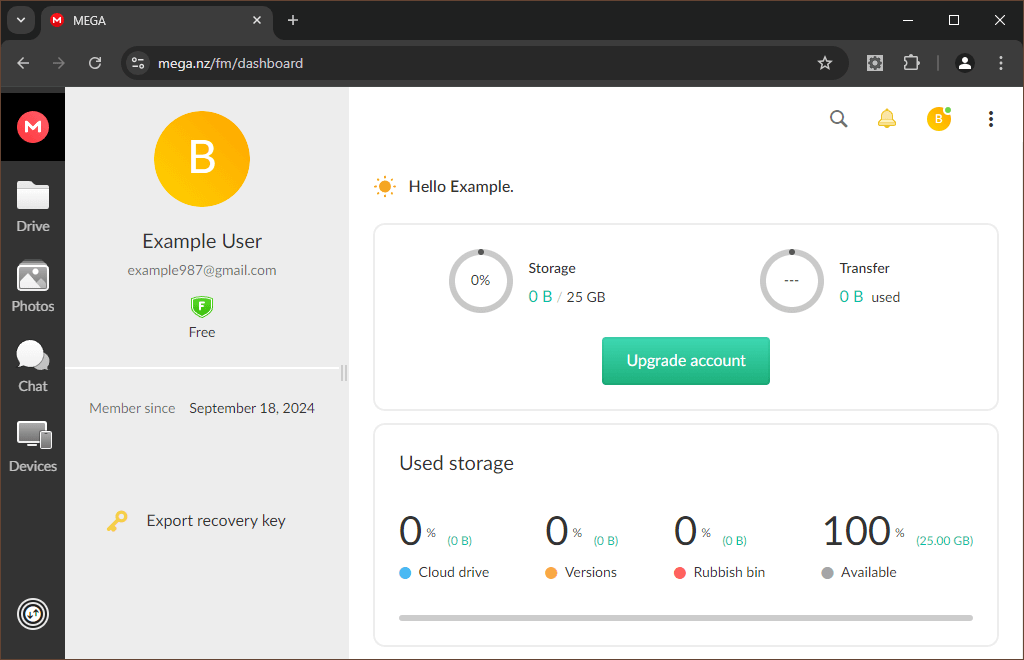 MEGA
mega.nz/fm/dashboard
M
B
B
Drive
Photos
Chat
Devices
Example User
example987@gmail.com
F
Free
Member since September 18, 2024
Export recovery key
Hello Example.
0%
Storage
0 B / 25 GB
---
Transfer
0 B used
Upgrade account
Used storage
0 % (0 B)
Cloud drive
0 % (0 B)
Versions
0 % (0 B)
Rubbish bin
100 % (25.00 GB)
Available